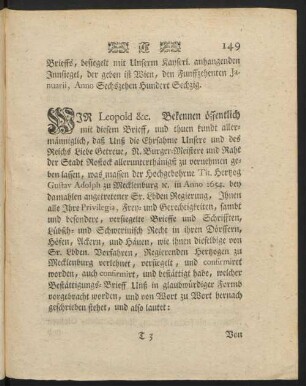 149
Brieffs, besiegelt mit Unserm Kayserl. anhangenden
Innsiegel, der geben ist Wien, den Funffzehenten Ja-
nuarii, Anno Sechszehen Hundert Sechzig.
WIR Leopold &c. Bekennen öffentlich
mit diesem Brieff, und thuen kundt aller-
männiglich, daß Unß die Ehrsahme Unsere und des
Reichs Liebe Getreue, N. Burger-Meistere und Raht
der Stadt Rostock allerunterthänigst zu vernehmen ge-
ben lassen, was massen der Hochgebohrne Tit. Hertzog
Gustav Adolph zu Mecklenburg ꝛc. in Anno 1654. bey
damahlen angetretener Sr. Lbden Regierung, Ihnen
alle Ihre Privilegia, Frey- und Gerechtigkeiten, sambt
und besondere, versiegelte Brieffe und Schrifften,
Lübsch- und Schwerinisch Recht in ihren Dörffern,
Höfen, Ackern, und Häuen, wie ihnen dieselbige von
Sr. Lbden. Vorfahren, Regierenden Hertzogen zu
Mecklenburg verlehnet, versiegelt, und confirmiret
worden, auch confirmirt, und bestättiget habe, welcher
Bestättigungs-Brieff Unß in glaubwürdiger Forms
vorgebracht worden, und von Wort zu Wort hernach
geschrieben stehet, und also lautet:
T 3
Von